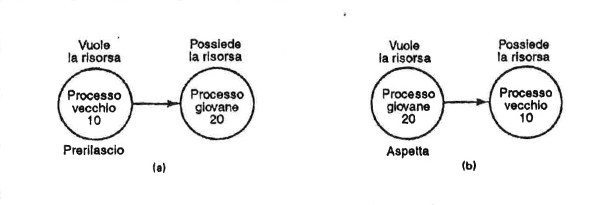 Vuole
la risorsa
Possiede
la risorsa
Processo
vecchio
10
Processo
giovane
20
Prerilascio
(a)
Vuole
la risorsa
Possiede
la risorsa
Processo
giovane
20
Processo
vecchio
10
Aspetta
(b)